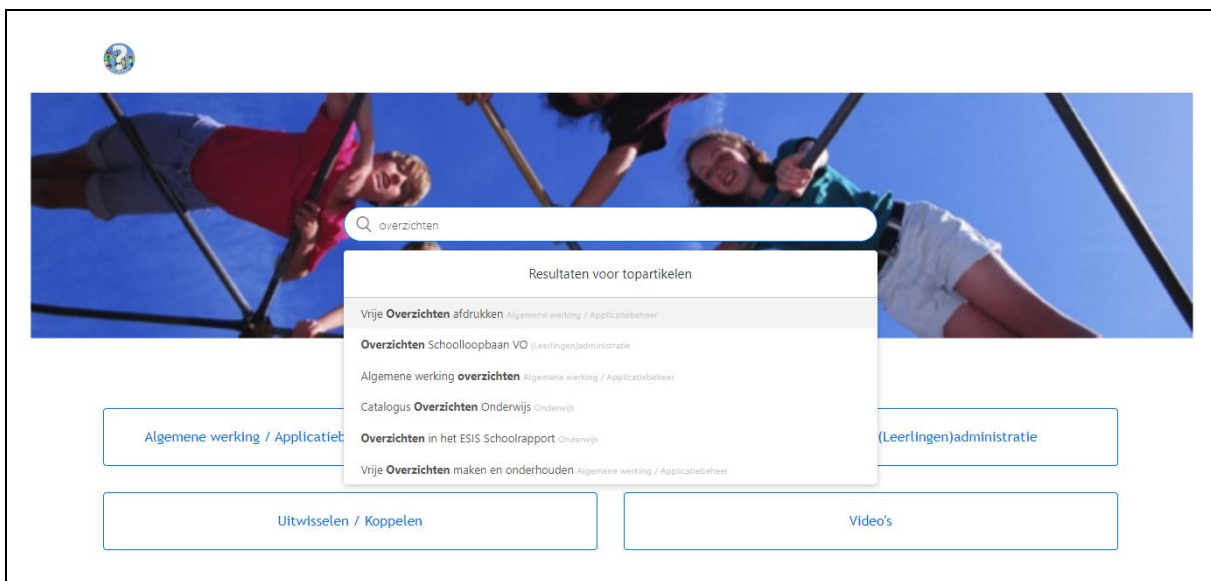 overzichten
Resultaten voor topartikelen
Vrije Overzichten afdrukken Algemene werking / Applicatiebeheer
Overzichten Schoolloopbaan VO (Leerlingen)administratie
Algemene werking overzichten Algemene werking / Applicatiebeheer
Catalogus Overzichten Onderwijs Onderwijs
Overzichten in het ESIS Schoolrapport Onderwijs
Vrije Overzichten maken en onderhouden Algemene werking / Applicatiebeheer
Algemene werking / Applicatieb
(Leerlingen)administratie
Uitwisselen / Koppelen
Video's